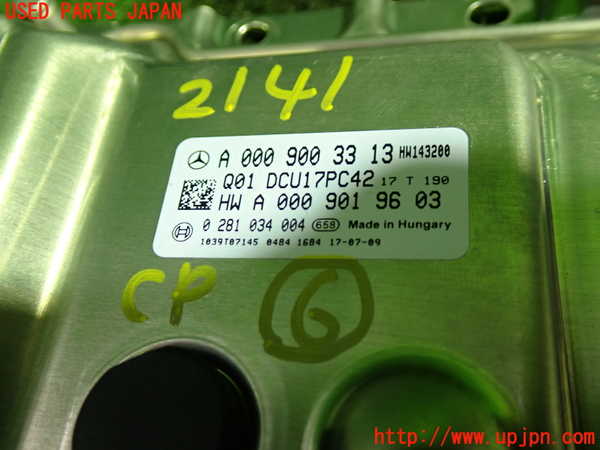 USED PARTS JAPAN
2141
A 000 900 33 13 HW143200
Q01 DCU17PC42 17 T 190
HW A 000 901 96 03
0 281 034 004 658 Made in Hungary
1039T07145 0484 1684 17-07-09
CP 6
http://www.upjpn.com/